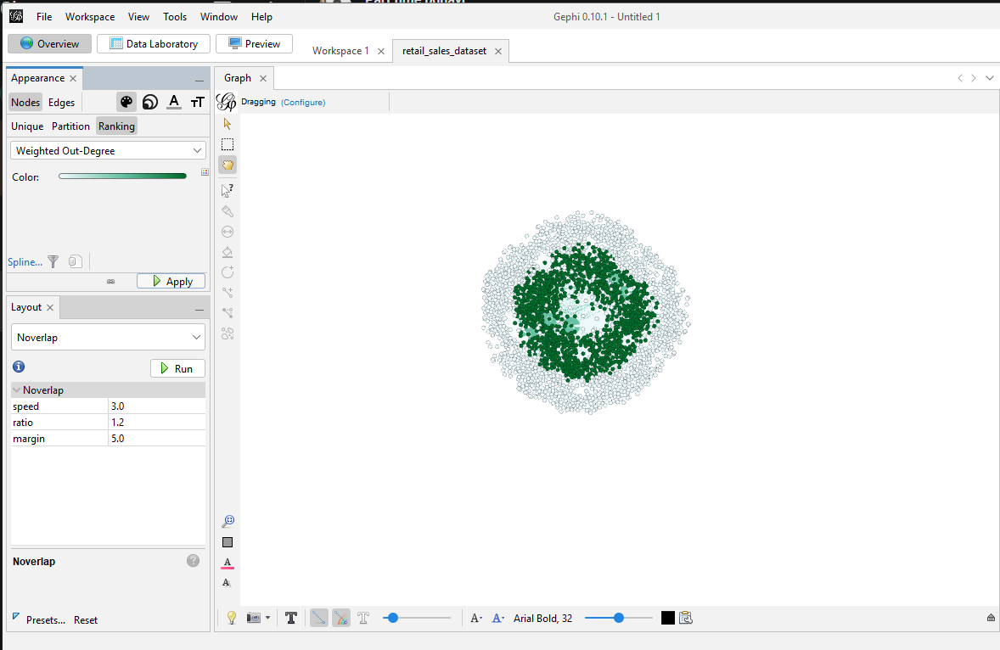 File Workspace View Tools Window Help
Gephi 0.10.1 - Untitled 1
Overview Data Laboratory Preview
Workspace 1 retail_sales_dataset
Appearance
Nodes Edges
Unique Partition Ranking
Weighted Out-Degree
Color:
Spline...
Apply
Layout
Noverlap
Run
Noverlap
speed 3.0
ratio 1.2
margin 5.0
Noverlap
Presets... Reset
Graph
Dragging (Configure)
Arial Bold, 32